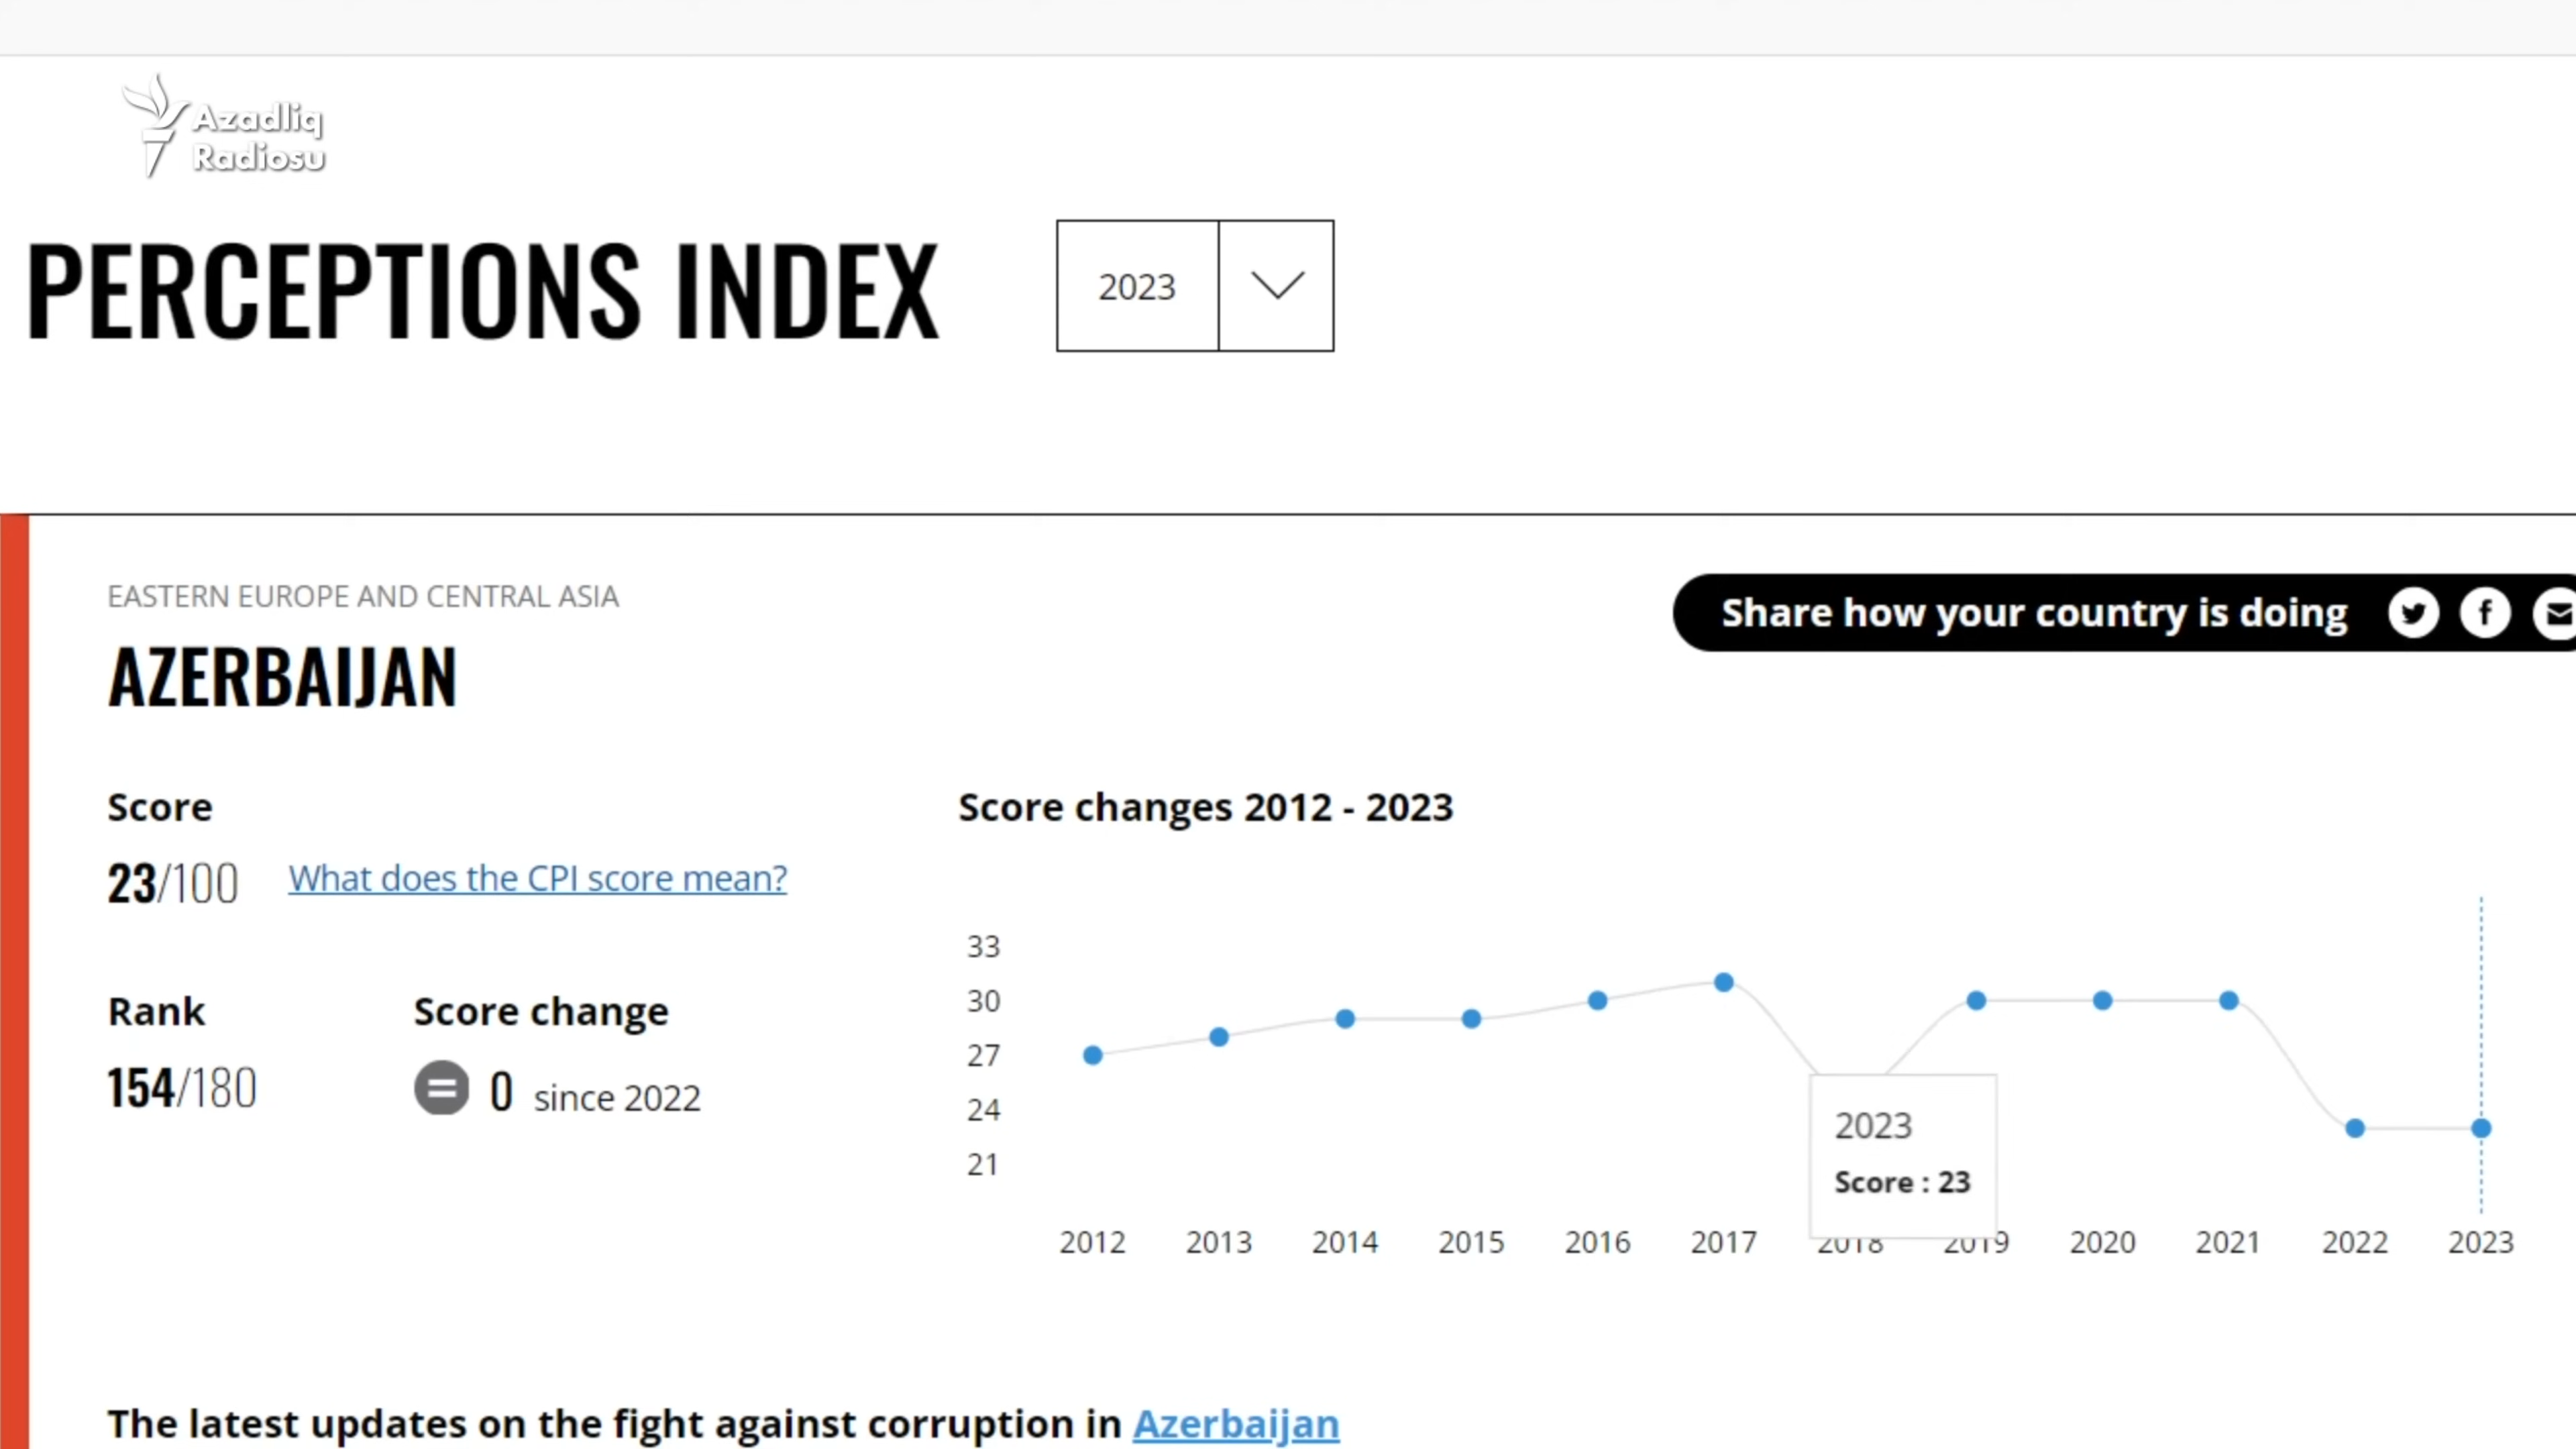 Azadlıq
Radiosu
PERCEPTIONS INDEX
2023
EASTERN EUROPE AND CENTRAL ASIA
Share how your country is doing
AZERBAIJAN
Score
23/100
What does the CPI score mean?
Rank
154/180
Score change
0 since 2022
Score changes 2012 - 2023
33
30
27
24
21
2023
Score : 23
2012 2013 2014 2015 2016 2017 2018 2019 2020 2021 2022 2023
The latest updates on the fight against corruption in Azerbaijan